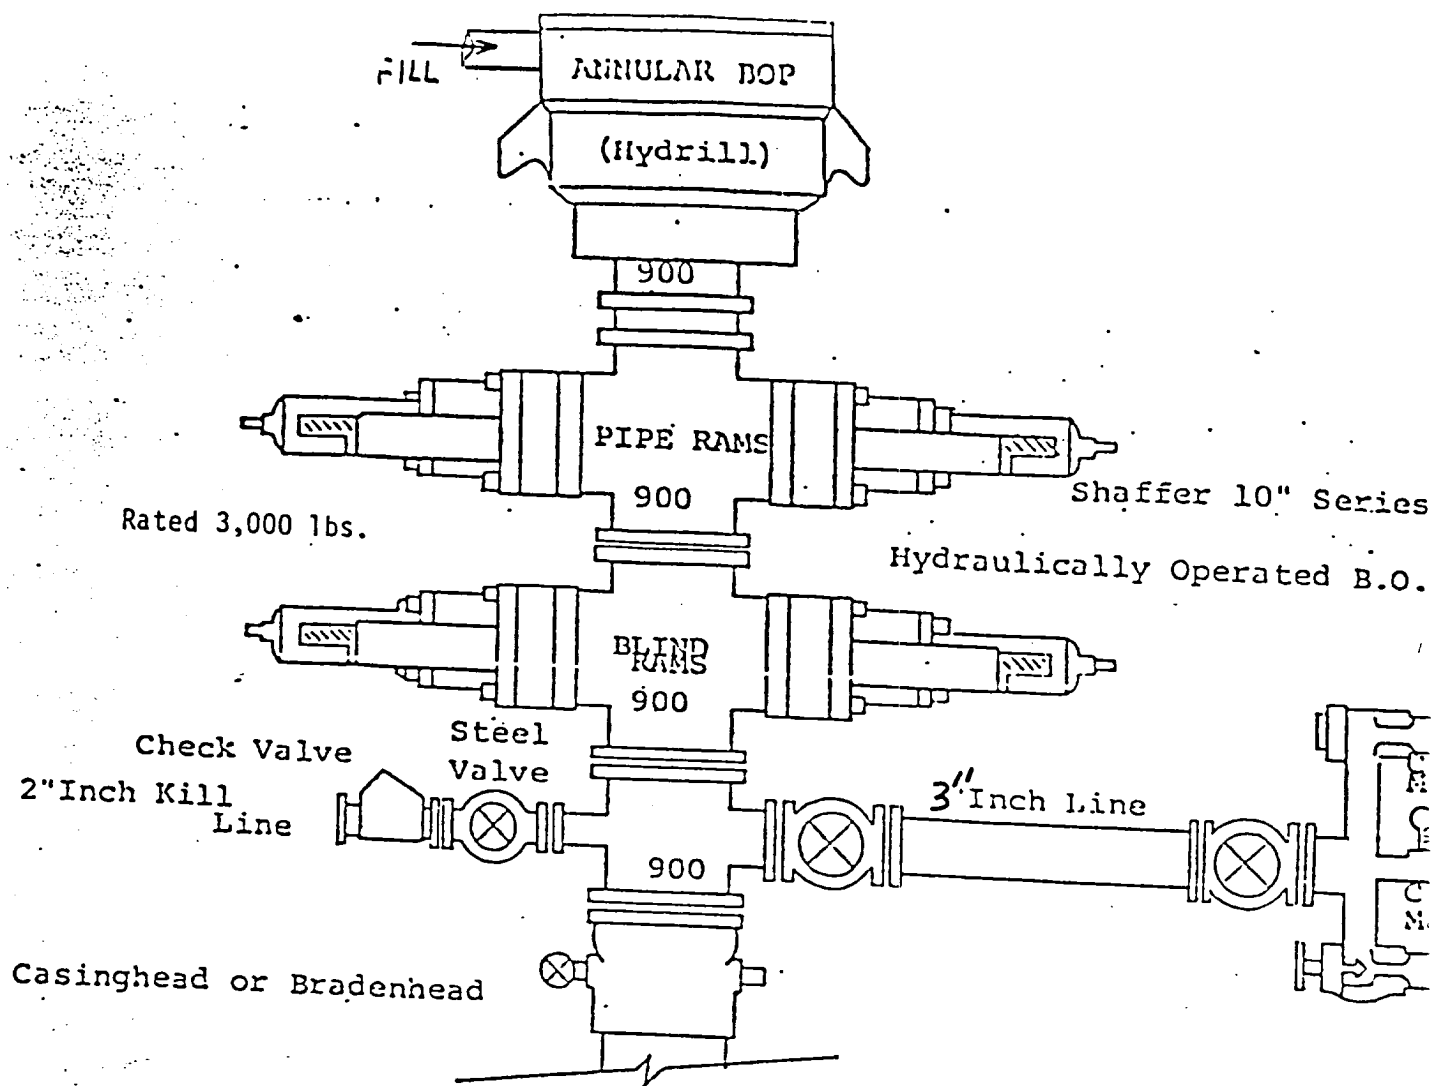 FILL
ANNULAR BOP
(Hydrill)
900
PIPE RAMS
900
Shaffer 10" Series
Rated 3,000 lbs.
Hydraulically Operated B.O.
BLIND
RAMS
900
Check Valve
Steel
Valve
2"Inch Kill
Line
3"Inch Line
900
Casinghead or Bradenhead